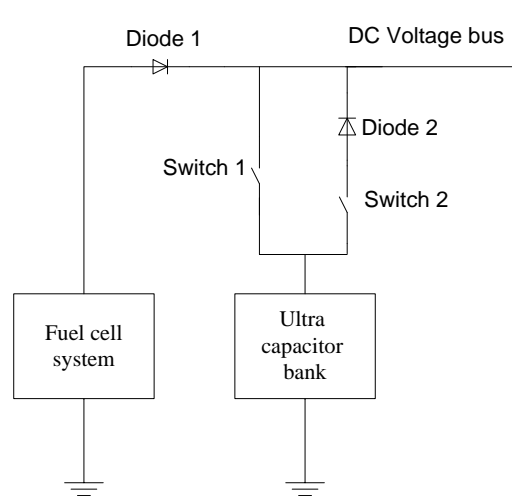 Diode 1
DC Voltage bus
Diode 2
Switch 1
Switch 2
Fuel cell
system
Ultra
capacitor
bank